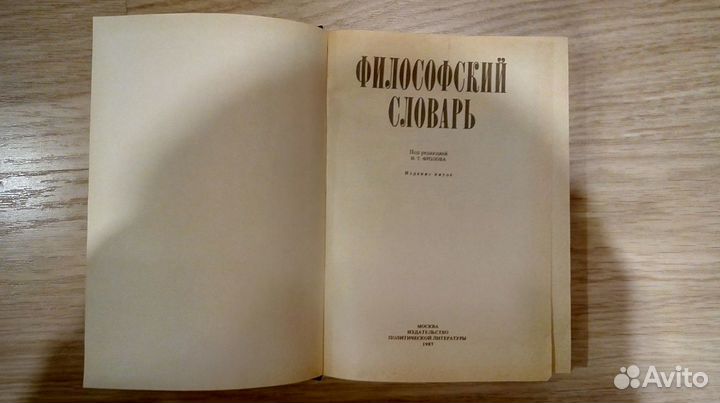 ФИЛОСОФСКИЙ
СЛОВАРЬ
Под редакцией
И. Т. ФРОЛОВА
Издание пятое
МОСКВА
ИЗДАТЕЛЬСТВО
ПОЛИТИЧЕСКОЙ ЛИТЕРАТУРЫ
1987
Avito